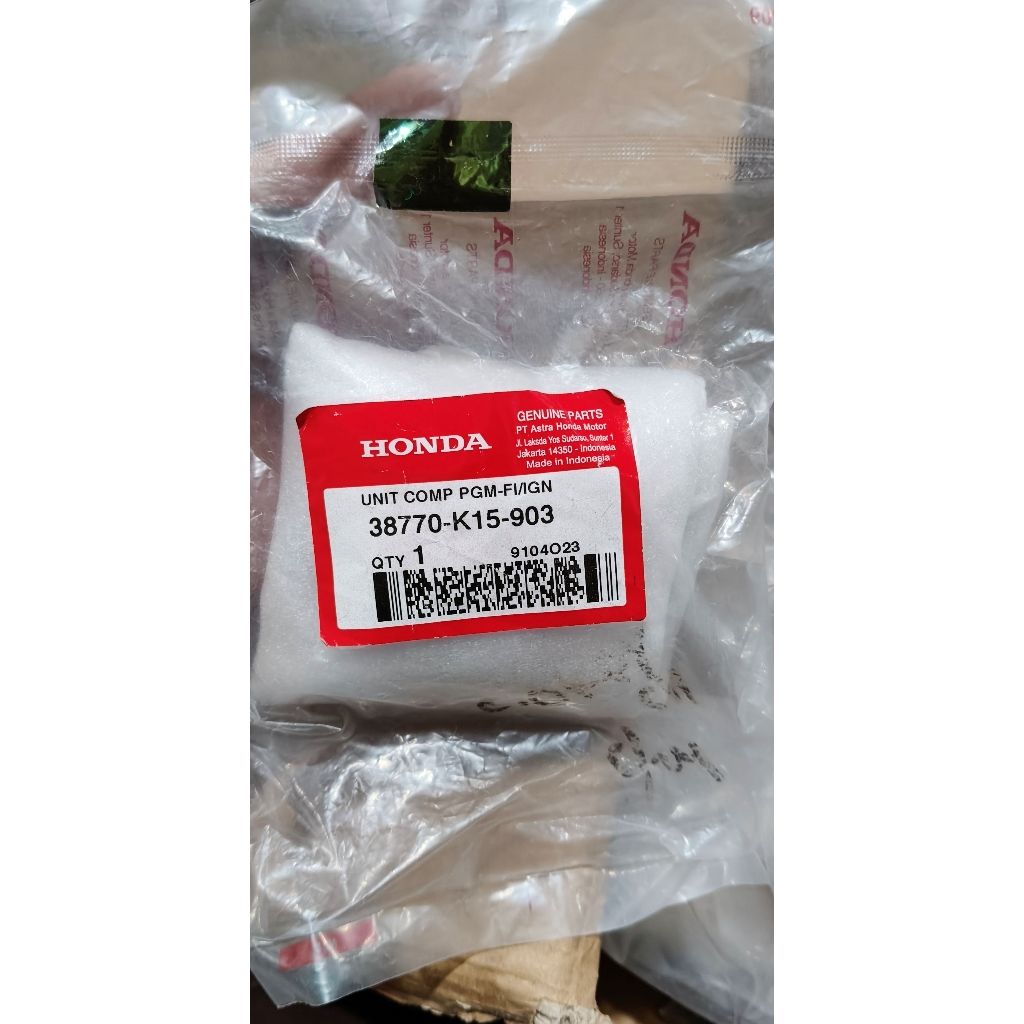 HONDA
GENUINE PARTS
PT Astra Honda Motor
Jl. Laksda Yos Sudarso, Sunter 1
Jakarta 14350 - Indonesia
Made in Indonesia
UNIT COMP PGM-FI/IGN
38770-K15-903
QTY 1
9104O23